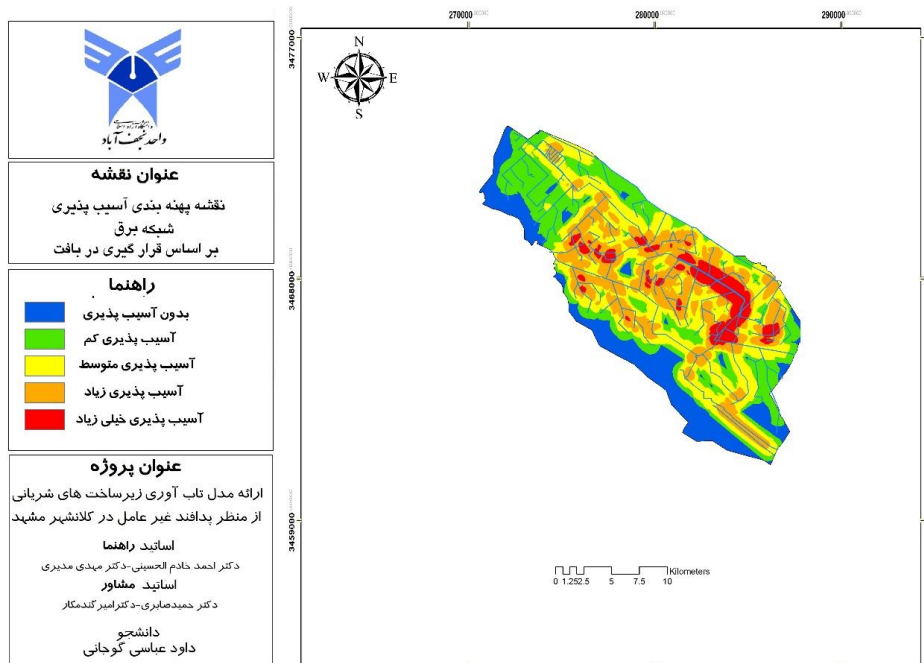 دانشگاه آزاد اسلامی
واحد نجف آباد
عنوان نقشه
نقشه پهنه بندی آسیب پذیری
شبکه برق
بر اساس قرار گیری در بافت
راهنما
بدون آسیب پذیری
آسیب پذیری کم
آسیب پذیری متوسط
آسیب پذیری زیاد
آسیب پذیری خیلی زیاد
عنوان پروژه
ارائه مدل تاب آوری زیرساخت های شریانی
از منظر پدافند غیر عامل در کلانشهر مشهد
اساتید راهنما
دکتر احمد خادم الحسینی-دکتر مهدی مدیری
اساتید مشاور
دکتر حمیدصابری-دکترامیر گندمکار
دانشجو
داود عباسی گوجانی
270000 280000 290000
3477000
3468000
3459000
N
W E
S
Kilometers
0 1.252.5 5 7.5 10